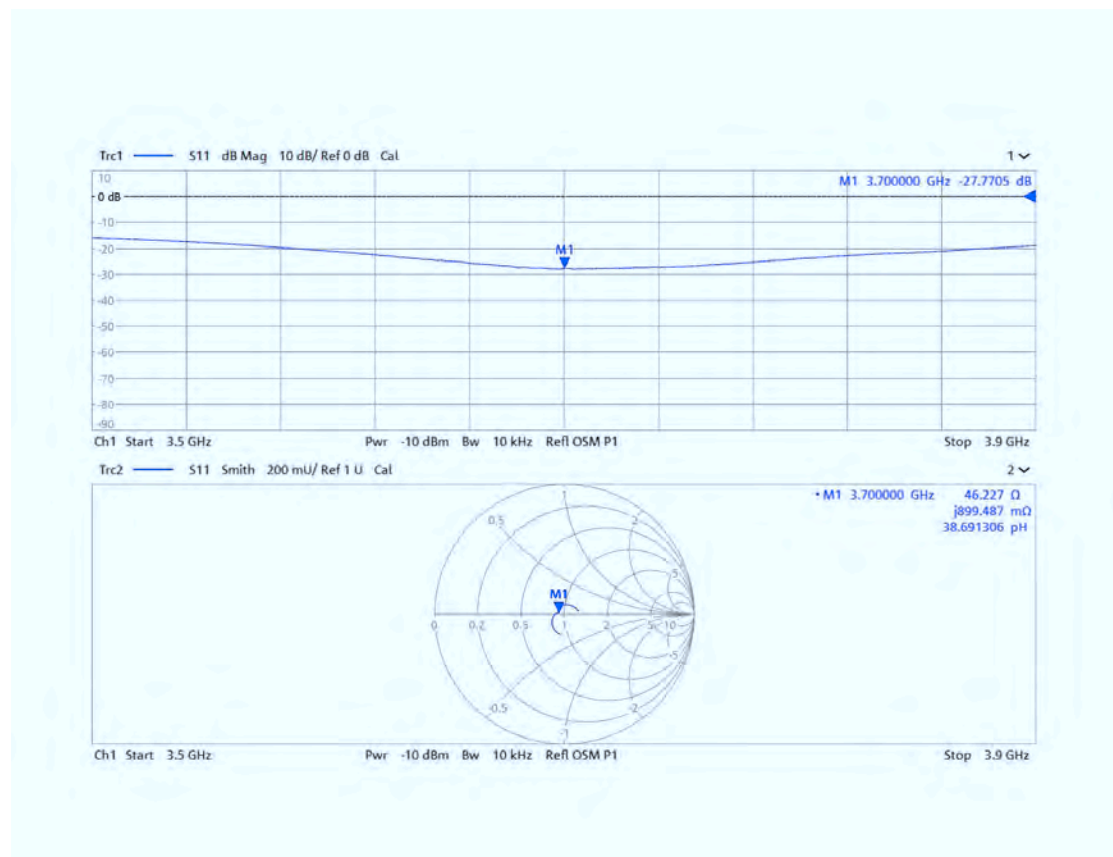 Trc1 S11 dB Mag 10 dB/ Ref 0 dB Cal 1
M1 3.700000 GHz -27.7705 dB
10
0 dB
-10
-20
-30
-40
-50
-60
-70
-80
-90
M1
Ch1 Start 3.5 GHz Pwr -10 dBm Bw 10 kHz Refl OSM P1 Stop 3.9 GHz
Trc2 S11 Smith 200 mU/ Ref 1 U Cal 2
• M1 3.700000 GHz 46.227 Ω
j899.487 mΩ
38.691306 pH
1
0.5 2
5
M1
0 0.2 0.5 1 2 5 10
-5
-0.5 -2
-1
Ch1 Start 3.5 GHz Pwr -10 dBm Bw 10 kHz Refl OSM P1 Stop 3.9 GHz